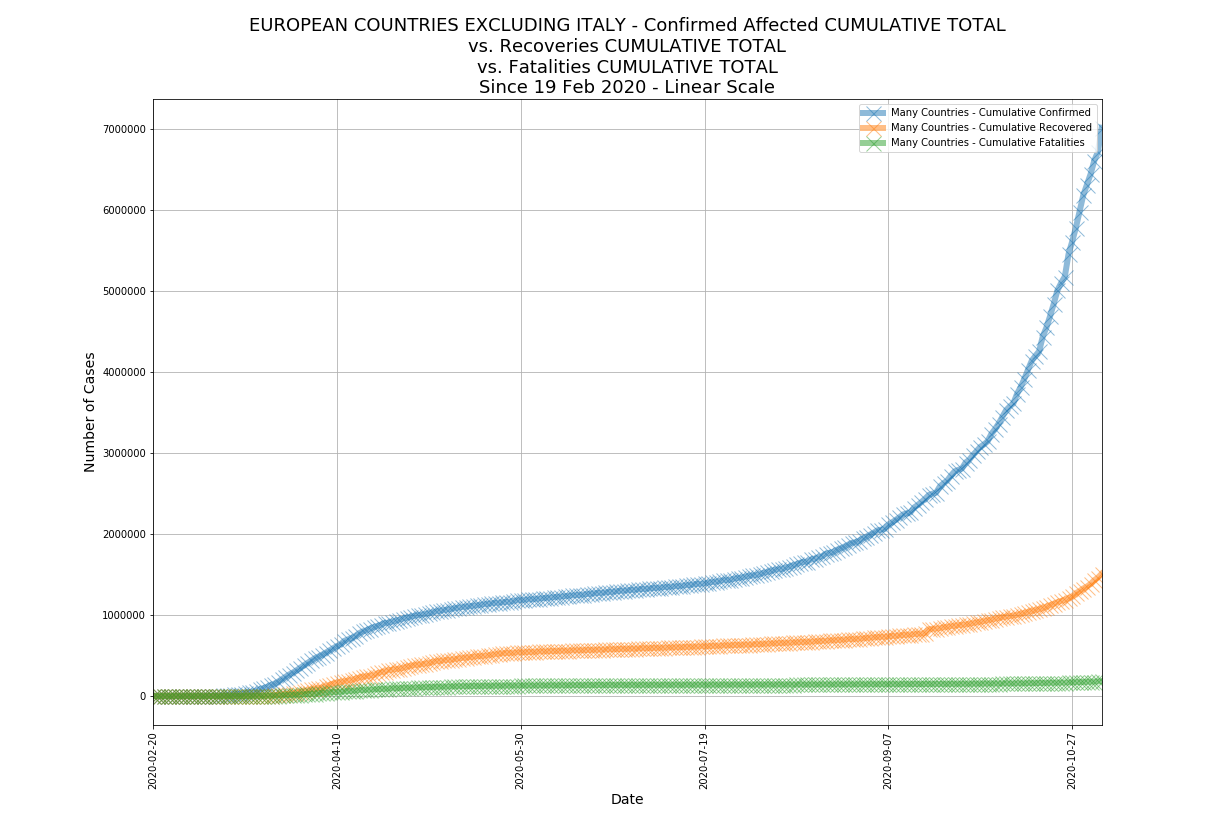 EUROPEAN COUNTRIES EXCLUDING ITALY - Confirmed Affected CUMULATIVE TOTAL
vs. Recoveries CUMULATIVE TOTAL
vs. Fatalities CUMULATIVE TOTAL
Since 19 Feb 2020 - Linear Scale
Many Countries - Cumulative Confirmed
Many Countries - Cumulative Recovered
Many Countries - Cumulative Fatalities
Number of Cases
7000000
6000000
5000000
4000000
3000000
2000000
1000000
0
2020-02-20
2020-04-10
2020-05-30
2020-07-19
2020-09-07
2020-10-27
Date